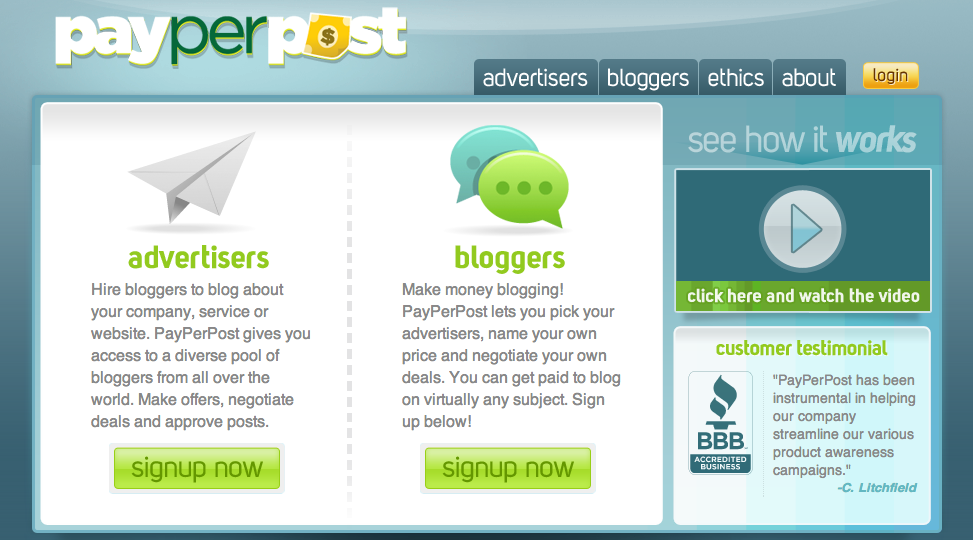 payperpost
$
advertisers bloggers ethics about login
advertisers
Hire bloggers to blog about
your company, service or
website. PayPerPost gives you
access to a diverse pool of
bloggers from all over the
world. Make offers, negotiate
deals and approve posts.
signup now
bloggers
Make money blogging!
PayPerPost lets you pick your
advertisers, name your own
price and negotiate your own
deals. You can get paid to blog
on virtually any subject. Sign
up below!
signup now
see how it works
click here and watch the video
customer testimonial
BBB
ACCREDITED
BUSINESS
"PayPerPost has been
instrumental in helping
our company
streamline our various
product awareness
campaigns."
-C. Litchfield